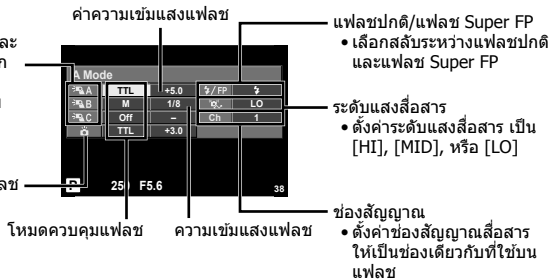 ค่าความเข้มแสงแฟลช
และ
ก
แฟลชปกติ/แฟลช Super FP
• เลือกสลับระหว่างแฟลชปกติ
และแฟลช Super FP
A Mode
A TTL +5.0 /FP
B M 1/8 LO
C Off – Ch 1
TTL +3.0
ระดับแสงสื่อสาร
• ตั้งค่าระดับแสงสื่อสาร เป็น
[HI], [MID], หรือ [LO]
P 250 F5.6 38
ลช
โหมดควบคุมแฟลช
ความเข้มแสงแฟลช
ช่องสัญญาณ
• ตั้งค่าช่องสัญญาณสื่อสาร
ให้เป็นช่องเดียวกับที่ใช้บน
แฟลช